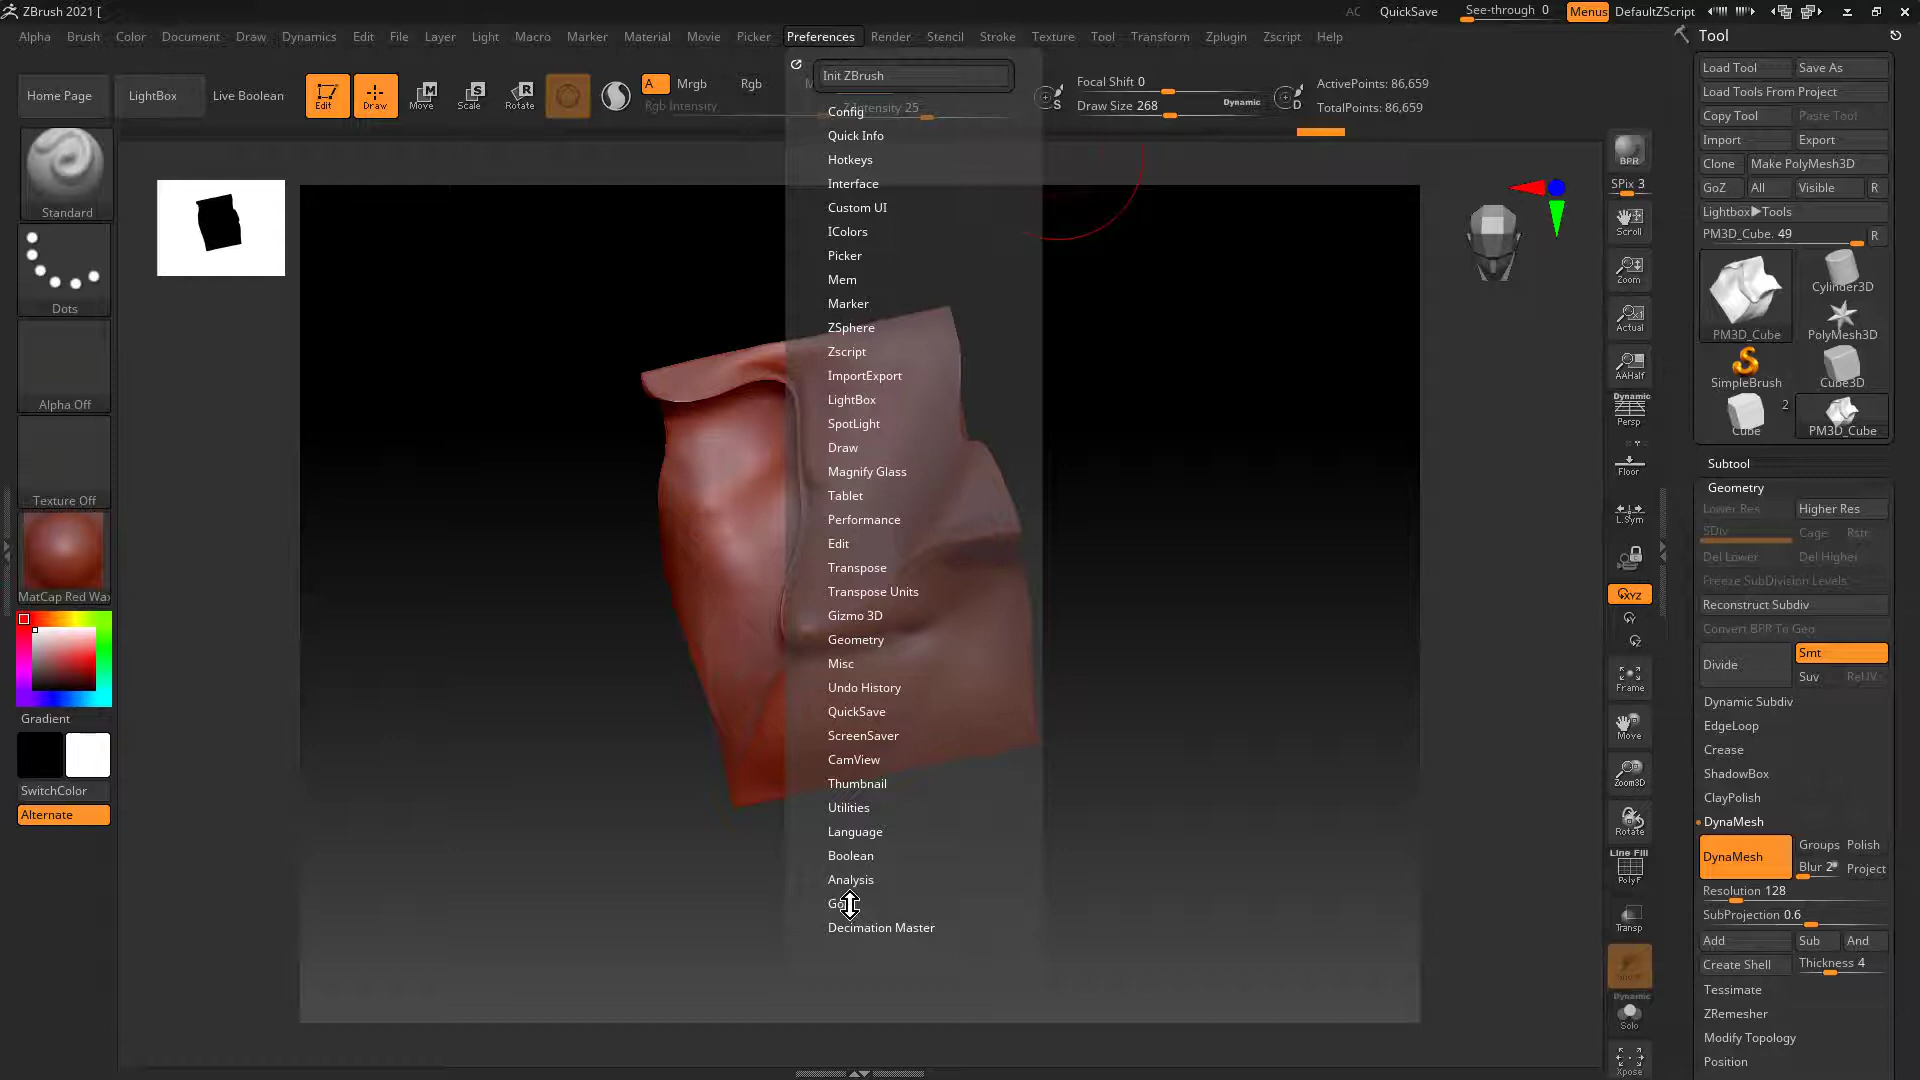 ZBrush 2021 [
AC QuickSave See-through 0 Menus DefaultZScript
Alpha Brush Color Document Draw Dynamics Edit File Layer Light Macro Marker Material Movie Picker Preferences Render Stencil Stroke Texture Tool Transform Zplugin Zscript Help
Home Page LightBox Live Boolean
Edit Draw Move Scale Rotate
A Mrgb Rgb M
Rgb Intensity Z Intensity 25
S Focal Shift 0
Draw Size 268 Dynamic D
ActivePoints: 86,659
TotalPoints: 86,659
Init ZBrush
Config
Quick Info
Hotkeys
Interface
Custom UI
IColors
Picker
Mem
Marker
ZSphere
Zscript
ImportExport
LightBox
SpotLight
Draw
Magnify Glass
Tablet
Performance
Edit
Transpose
Transpose Units
Gizmo 3D
Geometry
Misc
Undo History
QuickSave
ScreenSaver
CamView
Thumbnail
Utilities
Language
Boolean
Analysis
Decimation Master
Standard
Dots
Alpha Off
Texture Off
MatCap Red Wa
Gradient
SwitchColor
Alternate
BPR
SPix 3
Scroll
Zoom
Actual
AAHalf
Dynamic
Persp
Floor
L.Sym
XYZ
Y
Z
Frame
Move
Zoom3D
Rotate
Line Fill
PolyF
Transp
Dynamic
Solo
Xpose
Tool
Load Tool Save As
Load Tools From Project
Copy Tool Paste Tool
Import Export
Clone Make PolyMesh3D
GoZ All Visible R
Lightbox▶Tools
PM3D_Cube. 49 R
PM3D_Cube Cylinder3D
PolyMesh3D
SimpleBrush Cube3D
2
Cube PM3D_Cube
Subtool
Geometry
Lower Res Higher Res
SDiv Cage Rstr
Del Lower Del Higher
Freeze SubDivision Levels
Reconstruct Subdiv
Convert BPR To Geo
Divide Smt
Suv ReUV
Dynamic Subdiv
EdgeLoop
Crease
ShadowBox
ClayPolish
DynaMesh
DynaMesh Groups Polish
Blur 2 Project
Resolution 128
SubProjection 0.6
Add Sub And
Create Shell Thickness 4
Tessimate
ZRemesher
Modify Topology
Position